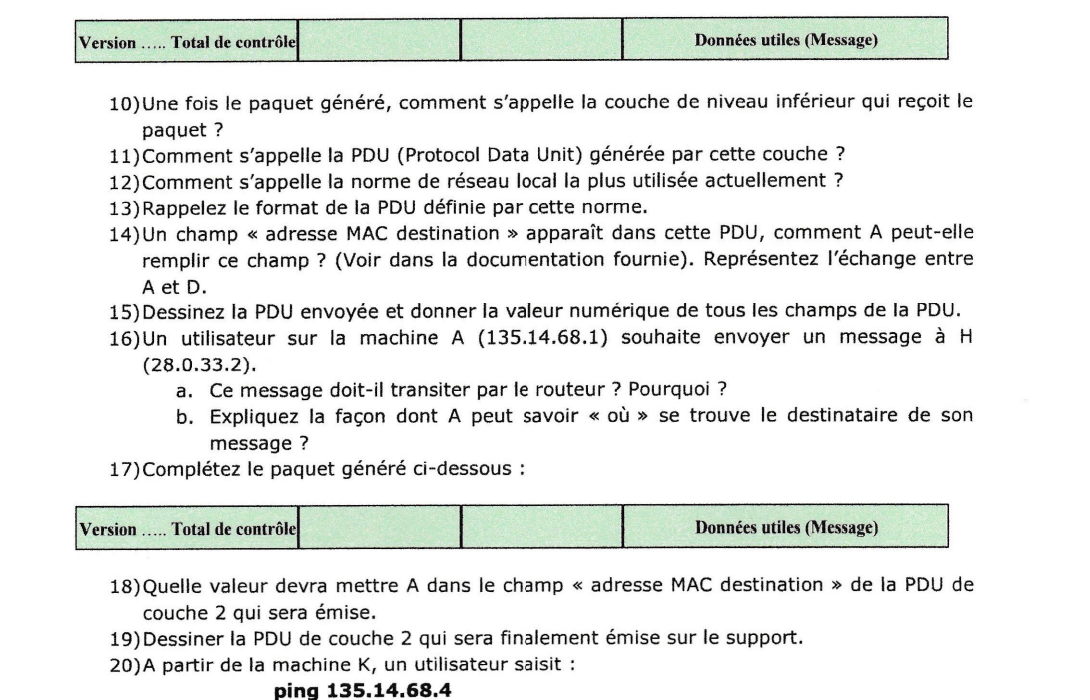 Version ..... Total de contrôle Données utiles (Message)
10)Une fois le paquet généré, comment s'appelle la couche de niveau inférieur qui reçoit le
paquet ?
11)Comment s'appelle la PDU (Protocol Data Unit) générée par cette couche ?
12)Comment s'appelle la norme de réseau local la plus utilisée actuellement ?
13)Rappelez le format de la PDU définie par cette norme.
14)Un champ « adresse MAC destination » apparaît dans cette PDU, comment A peut-elle
remplir ce champ ? (Voir dans la documentation fournie). Représentez l'échange entre
A et D.
15)Dessinez la PDU envoyée et donner la valeur numérique de tous les champs de la PDU.
16)Un utilisateur sur la machine A (135.14.68.1) souhaite envoyer un message à H
(28.0.33.2).
a. Ce message doit-il transiter par le routeur ? Pourquoi ?
b. Expliquez la façon dont A peut savoir « où » se trouve le destinataire de son
message ?
17)Complétez le paquet généré ci-dessous :
Version ..... Total de contrôle Données utiles (Message)
18)Quelle valeur devra mettre A dans le champ « adresse MAC destination » de la PDU de
couche 2 qui sera émise.
19)Dessiner la PDU de couche 2 qui sera finalement émise sur le support.
20)A partir de la machine K, un utilisateur saisit :
ping 135.14.68.4